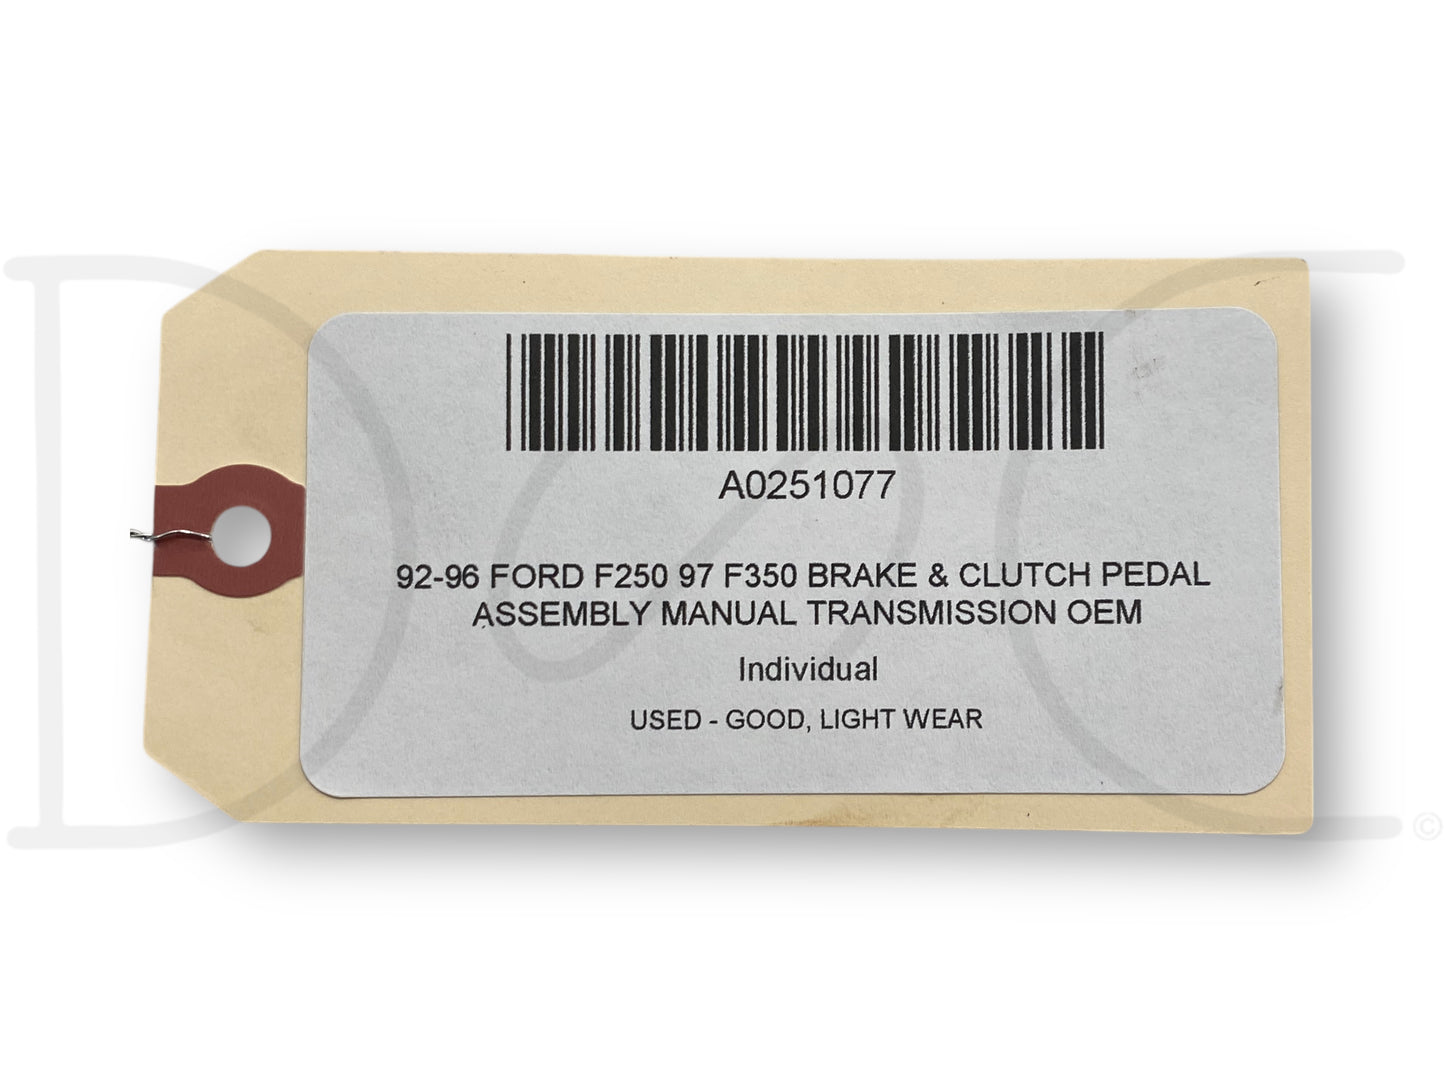 A0251077
92-96 FORD F250 97 F350 BRAKE & CLUTCH PEDAL
ASSEMBLY MANUAL TRANSMISSION OEM
Individual
USED - GOOD, LIGHT WEAR
D C
©